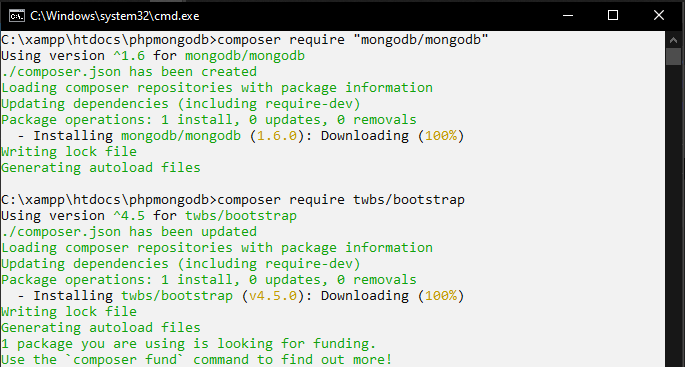 C:\Windows\system32\cmd.exe
C:\xampp\htdocs\phpmongodb>composer require "mongodb/mongodb"
Using version ^1.6 for mongodb/mongodb
./composer.json has been created
Loading composer repositories with package information
Updating dependencies (including require-dev)
Package operations: 1 install, 0 updates, 0 removals
  - Installing mongodb/mongodb (1.6.0): Downloading (100%)
Writing lock file
Generating autoload files
C:\xampp\htdocs\phpmongodb>composer require twbs/bootstrap
Using version ^4.5 for twbs/bootstrap
./composer.json has been updated
Loading composer repositories with package information
Updating dependencies (including require-dev)
Package operations: 1 install, 0 updates, 0 removals
  - Installing twbs/bootstrap (v4.5.0): Downloading (100%)
Writing lock file
Generating autoload files
1 package you are using is looking for funding.
Use the `composer fund` command to find out more!